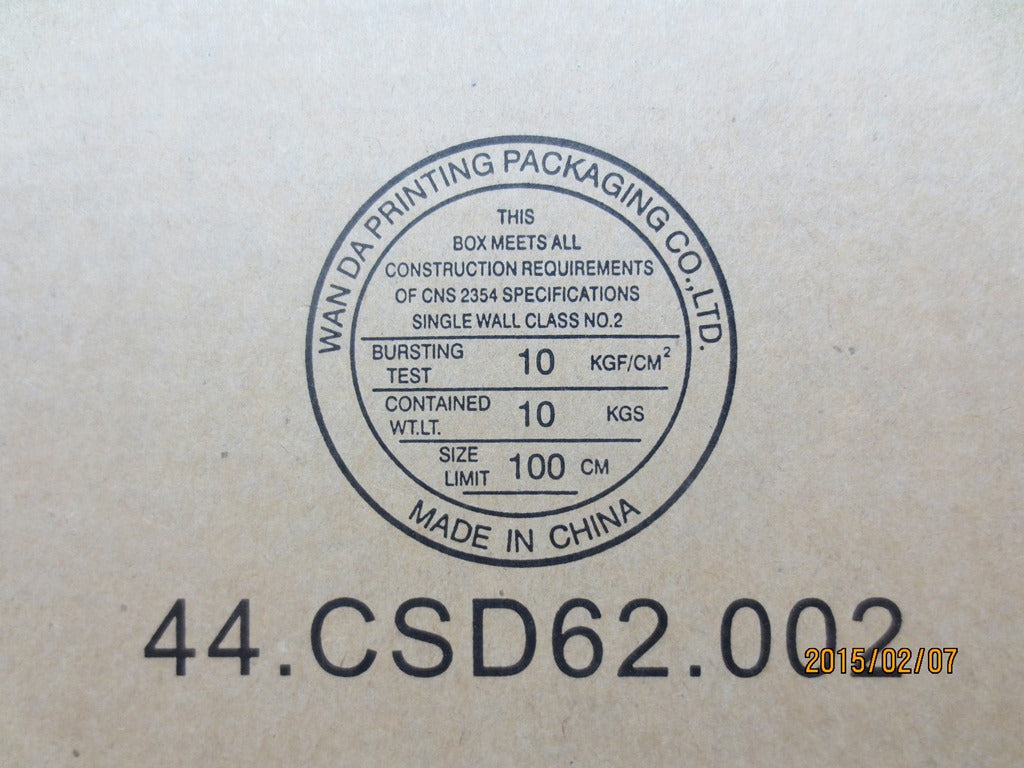 WAN DA PRINTING PACKAGING CO.,LTD.
THIS
BOX MEETS ALL
CONSTRUCTION REQUIREMENTS
OF CNS 2354 SPECIFICATIONS
SINGLE WALL CLASS NO.2
BURSTING TEST 10 KGF/CM²
CONTAINED WT.LT. 10 KGS
SIZE LIMIT 100 CM
MADE IN CHINA
44.CSD62.002
2015/02/07